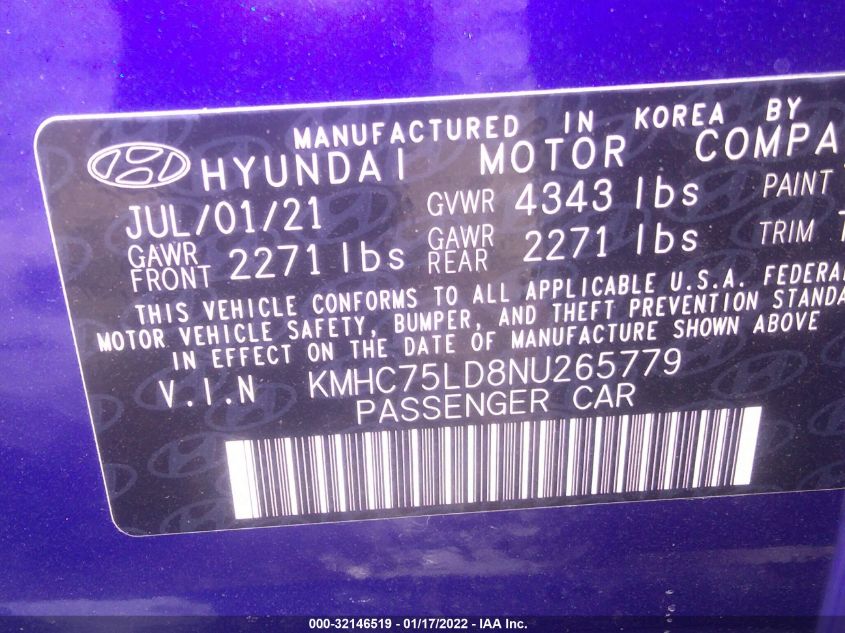 MANUFACTURED IN KOREA BY
HYUNDAI MOTOR COMPA
JUL/01/21 GVWR 4343 lbs PAINT
GAWR FRONT 2271 lbs GAWR REAR 2271 lbs TRIM T
THIS VEHICLE CONFORMS TO ALL APPLICABLE U.S.A. FEDERAL
MOTOR VEHICLE SAFETY, BUMPER, AND THEFT PREVENTION STANDA
IN EFFECT ON THE DATE OF MANUFACTURE SHOWN ABOVE
V.I.N KMHC75LD8NU265779
PASSENGER CAR
000-32146519 - 01/17/2022 - IAA Inc.